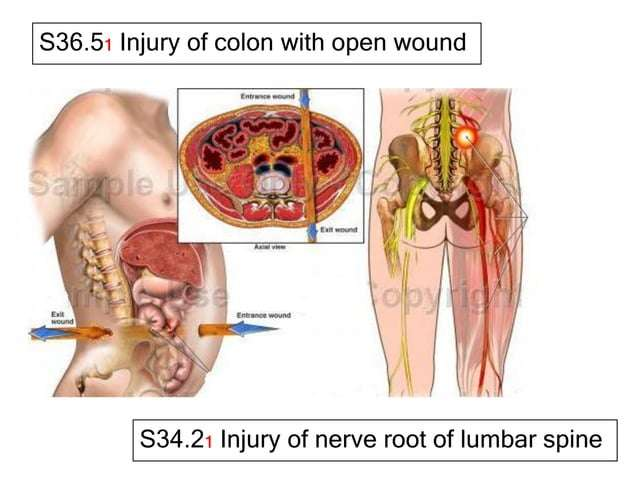 S36.51 Injury of colon with open wound
Entrance wound
Exit wound
Axial view
Exit wound
Entrance wound
Copyright
S34.21 Injury of nerve root of lumbar spine